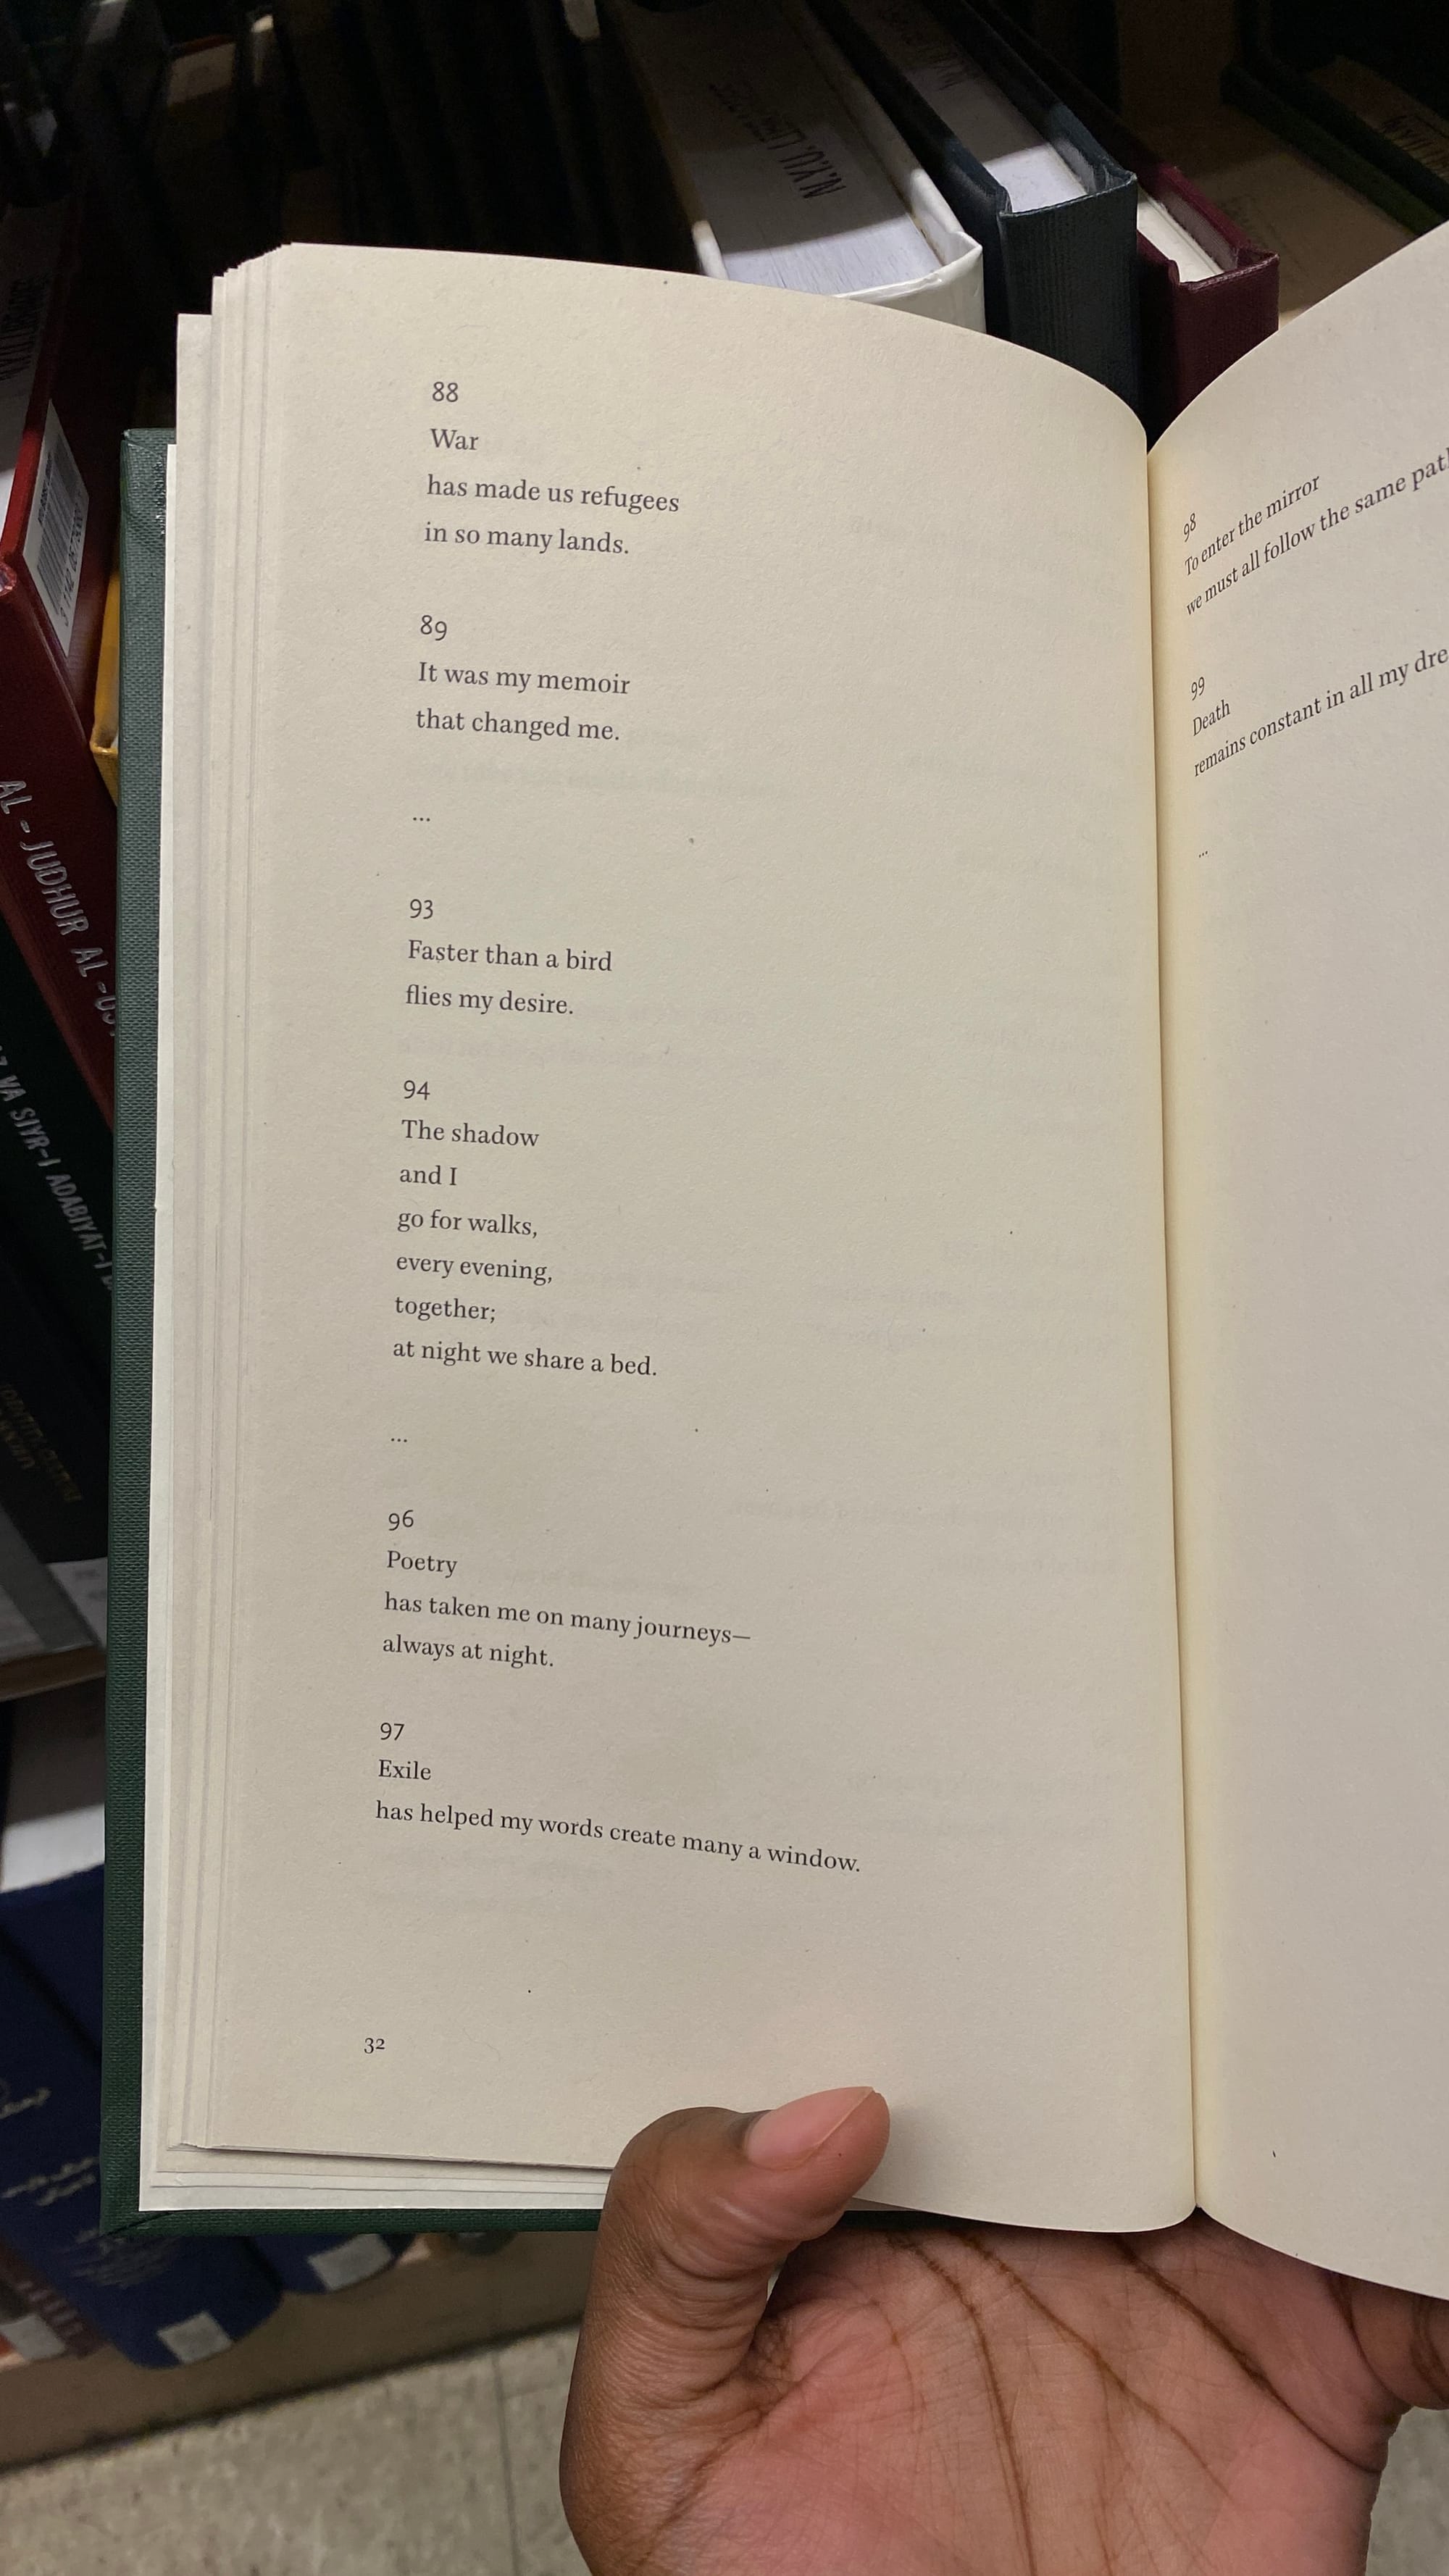 N.Y.U. 
AL - JUDHUR AL -US
VA SIYR-I ADABIYAT-I
88
War
has made us refugees
in so many lands.
89
It was my memoir
that changed me.
...
93
Faster than a bird
flies my desire.
94
The shadow
and I
go for walks,
every evening,
together;
at night we share a bed.
...
96
Poetry
has taken me on many journeys—
always at night.
97
Exile
has helped my words create many a window.
32
98
To enter the mirror
we must all follow the same pat
99
Death
remains constant in all my dre
...